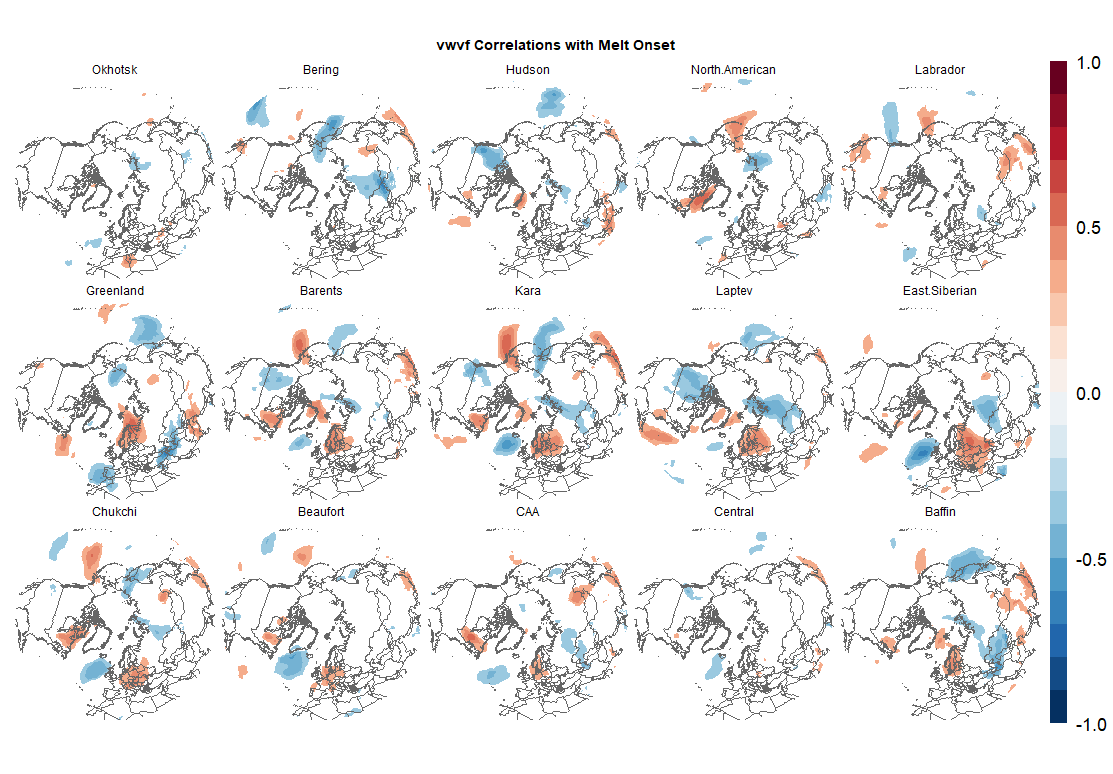 vwvf Correlations with Melt Onset
Okhotsk Bering Hudson North.American Labrador
Greenland Barents Kara Laptev East.Siberian
Chukchi Beaufort CAA Central Baffin
1.0
0.5
0.0
-0.5
-1.0